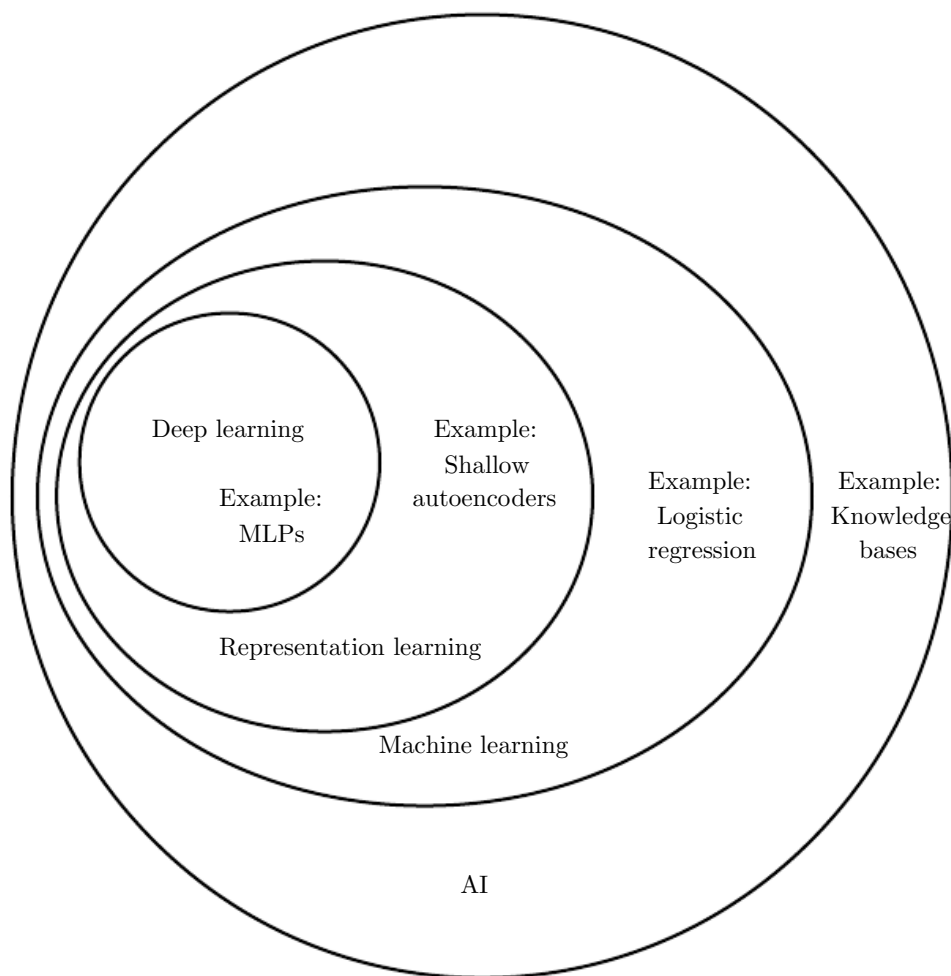 Deep learning
Example:
MLPs
Example:
Shallow
autoencoders
Example:
Logistic
regression
Example:
Knowledge
bases
Representation learning
Machine learning
AI